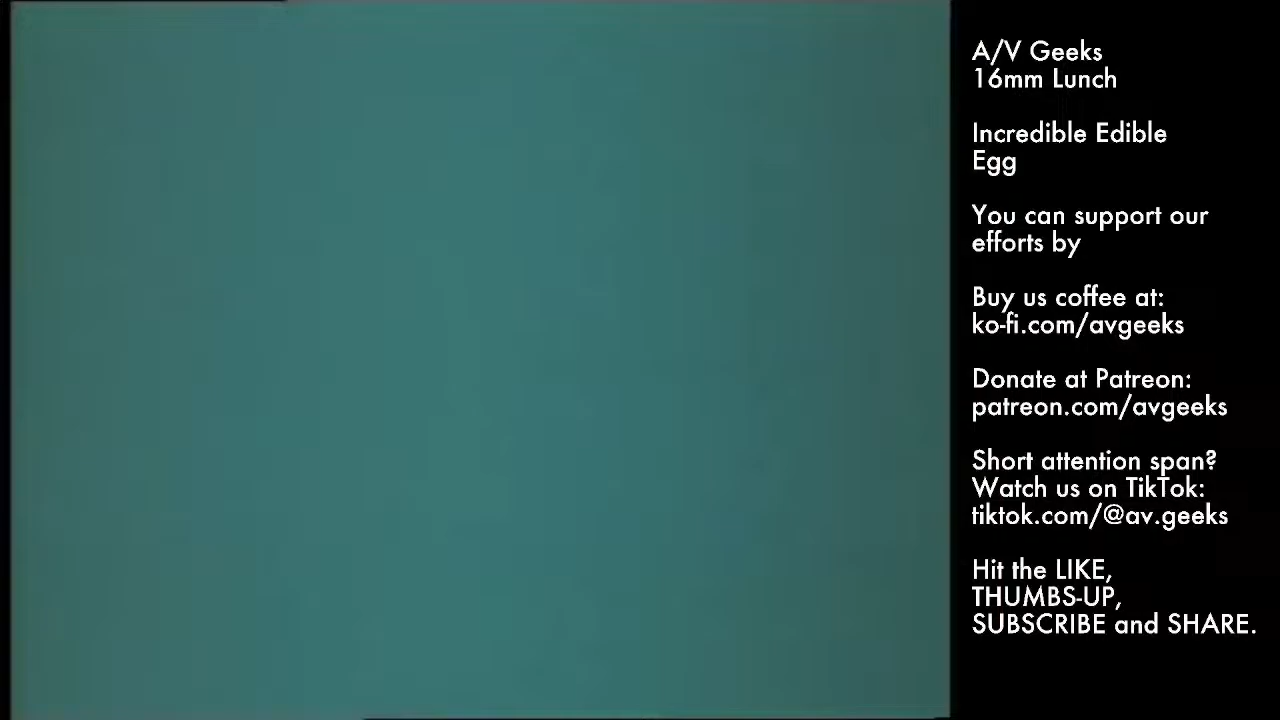 A/V Geeks
16mm Lunch
Incredible Edible
Egg
You can support our
efforts by
Buy us coffee at:
ko-fi.com/avgeeks
Donate at Patreon:
patreon.com/avgeeks
Short attention span?
Watch us on TikTok:
tiktok.com/@av.geeks
Hit the LIKE,
THUMBS-UP,
SUBSCRIBE and SHARE.